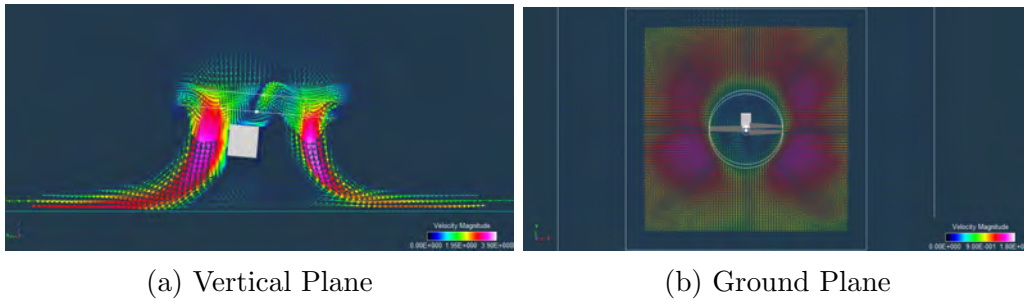 Velocity Magnitude
0.00E+000 1.95E+000 3.90E+000
Velocity Magnitude
0.00E+000 9.00E-001 1.80E+000
(a) Vertical Plane
(b) Ground Plane